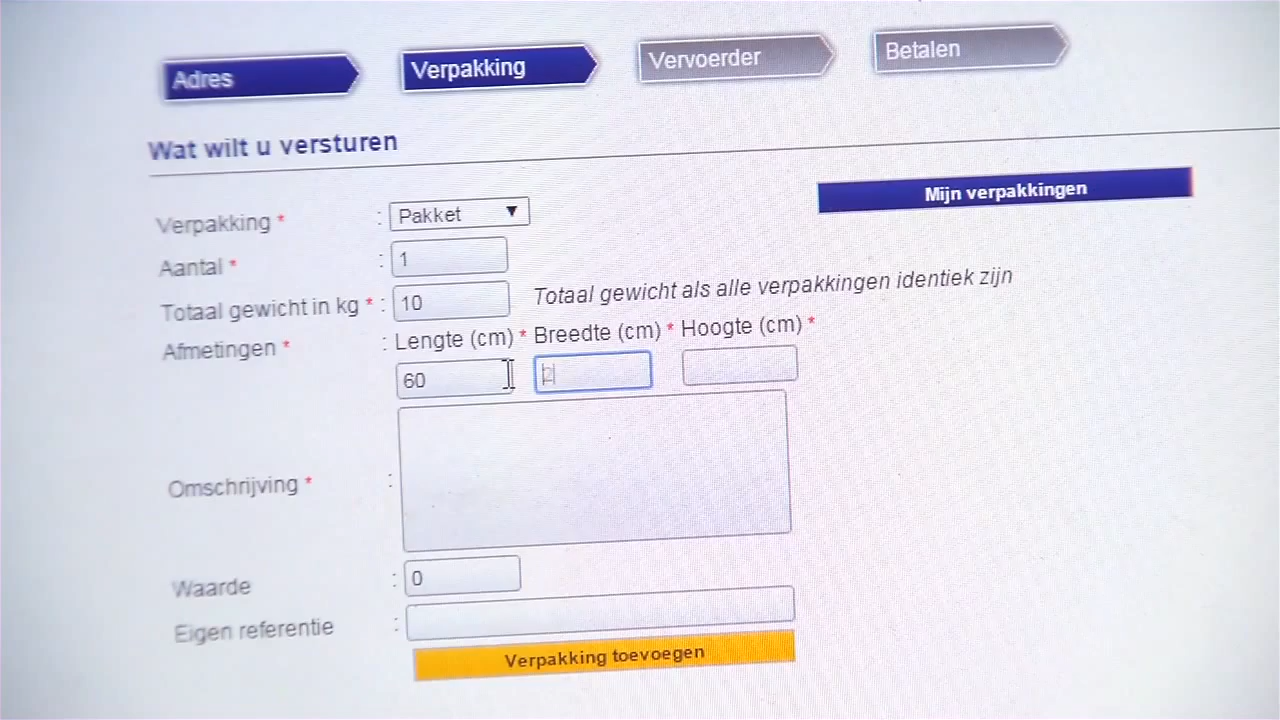 Adres Verpakking Vervoerder Betalen
Wat wilt u versturen
Mijn verpakkingen
Verpakking * : Pakket
Aantal * : 1
Totaal gewicht in kg * : 10 Totaal gewicht als alle verpakkingen identiek zijn
Afmetingen * : Lengte (cm) * Breedte (cm) * Hoogte (cm) *
60
Omschrijving * :
Waarde : 0
Eigen referentie :
Verpakking toevoegen